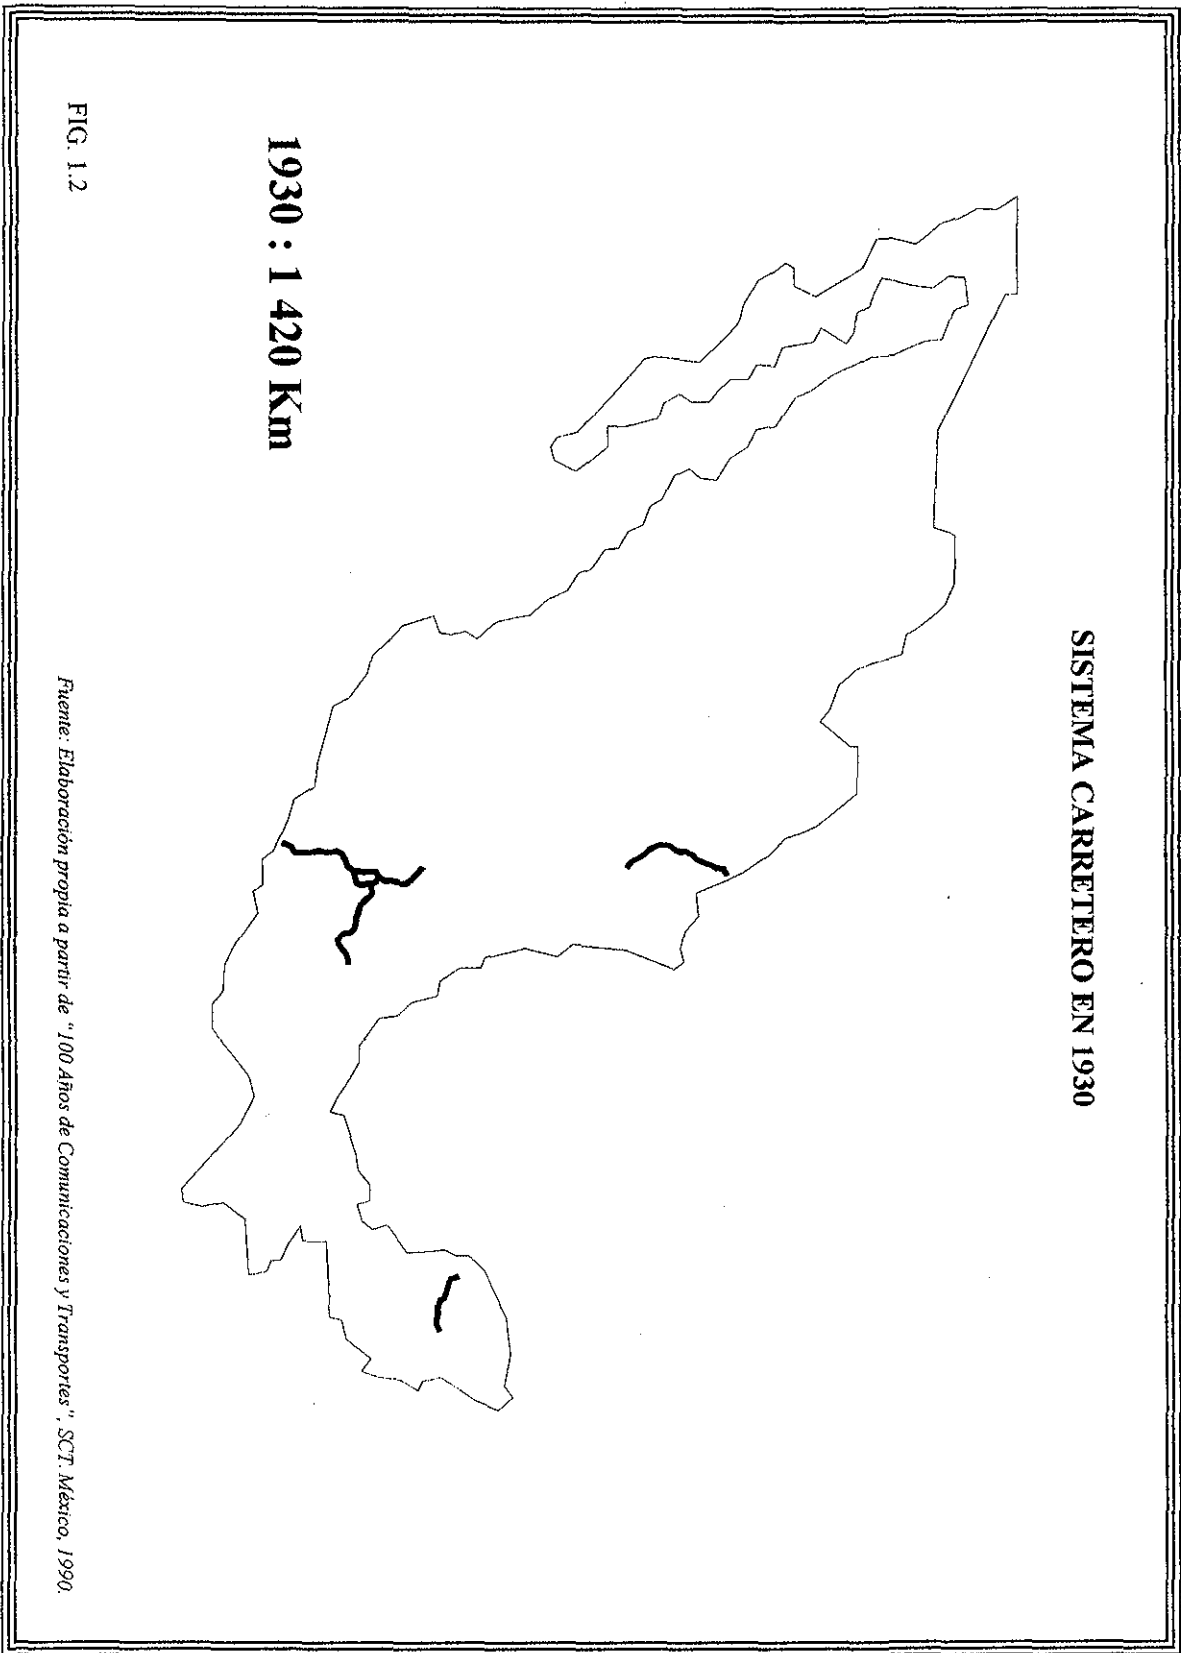 SISTEMA CARRETERO EN 1930
1930 : 1 420 Km
FIG. 1.2
Fuente: Elaboración propia a partir de "100 Años de Comunicaciones y Transportes", SCT. México, 1990.